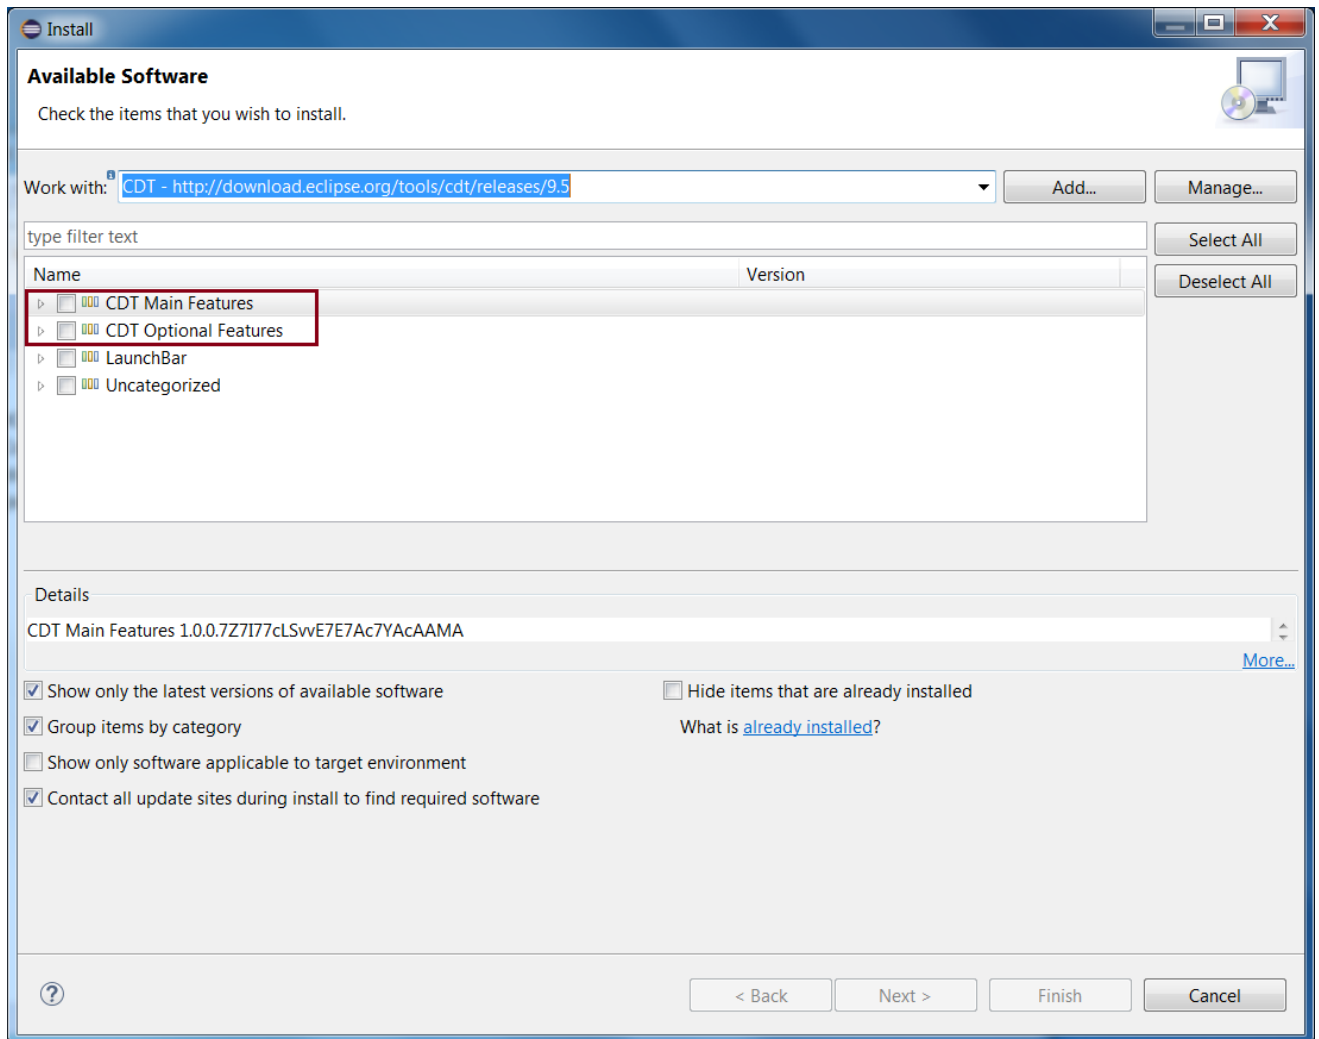 Install
Available Software
Check the items that you wish to install.
Work with: CDT - http://download.eclipse.org/tools/cdt/releases/9.5 Add... Manage...
type filter text Select All
Name Version Deselect All
CDT Main Features
CDT Optional Features
LaunchBar
Uncategorized
Details
CDT Main Features 1.0.0.7Z7I77cLSvvE7E7Ac7YAcAAMA
More...
Show only the latest versions of available software Hide items that are already installed
Group items by category What is already installed?
Show only software applicable to target environment
Contact all update sites during install to find required software
? < Back Next > Finish Cancel